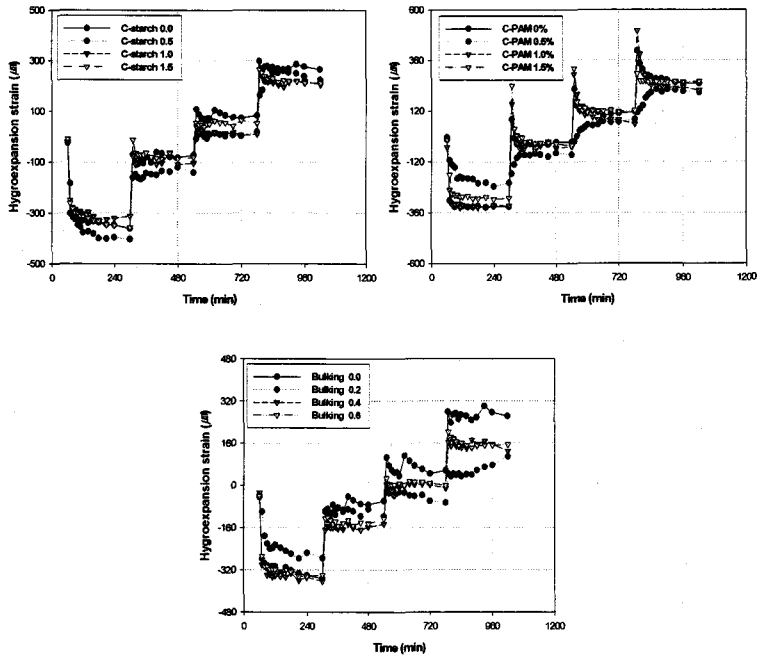 300
100
-100
-300
-500
Hygroexpansion strain (㎛)
C-starch 0.0
C-starch 0.5
C-starch 1.0
C-starch 1.5
0 240 480 720 960 1200
Time (min)
600
360
120
-120
-360
-600
Hygroexpansion strain (㎛)
C-PAM 0%
C-PAM 0.5%
C-PAM 1.0%
C-PAM 1.5%
0 240 480 720 960 1200
Time (min)
480
320
160
0
-160
-320
-480
Hygroexpansion strain (㎛)
Bulking 0.0
Bulking 0.2
Bulking 0.4
Bulking 0.6
0 240 480 720 960 1200
Time (min)